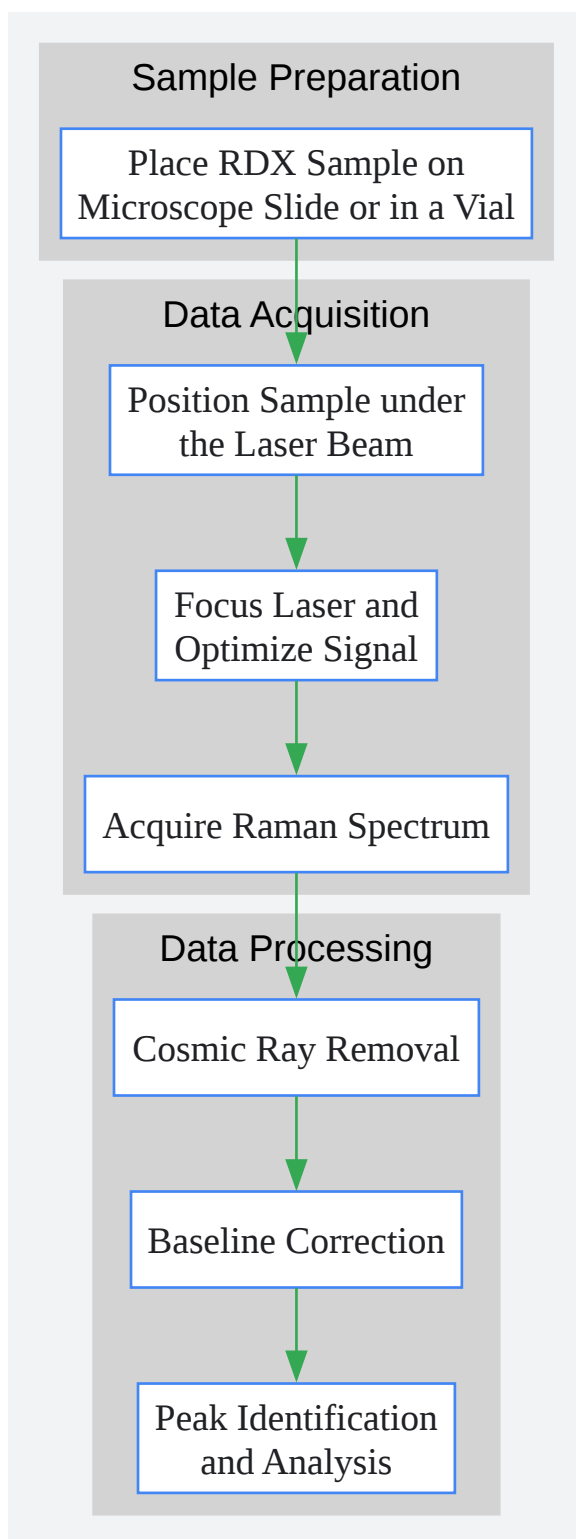 Sample Preparation
Place RDX Sample on
Microscope Slide or in a Vial
Data Acquisition
Position Sample under
the Laser Beam
Focus Laser and
Optimize Signal
Acquire Raman Spectrum
Data Processing
Cosmic Ray Removal
Baseline Correction
Peak Identification
and Analysis